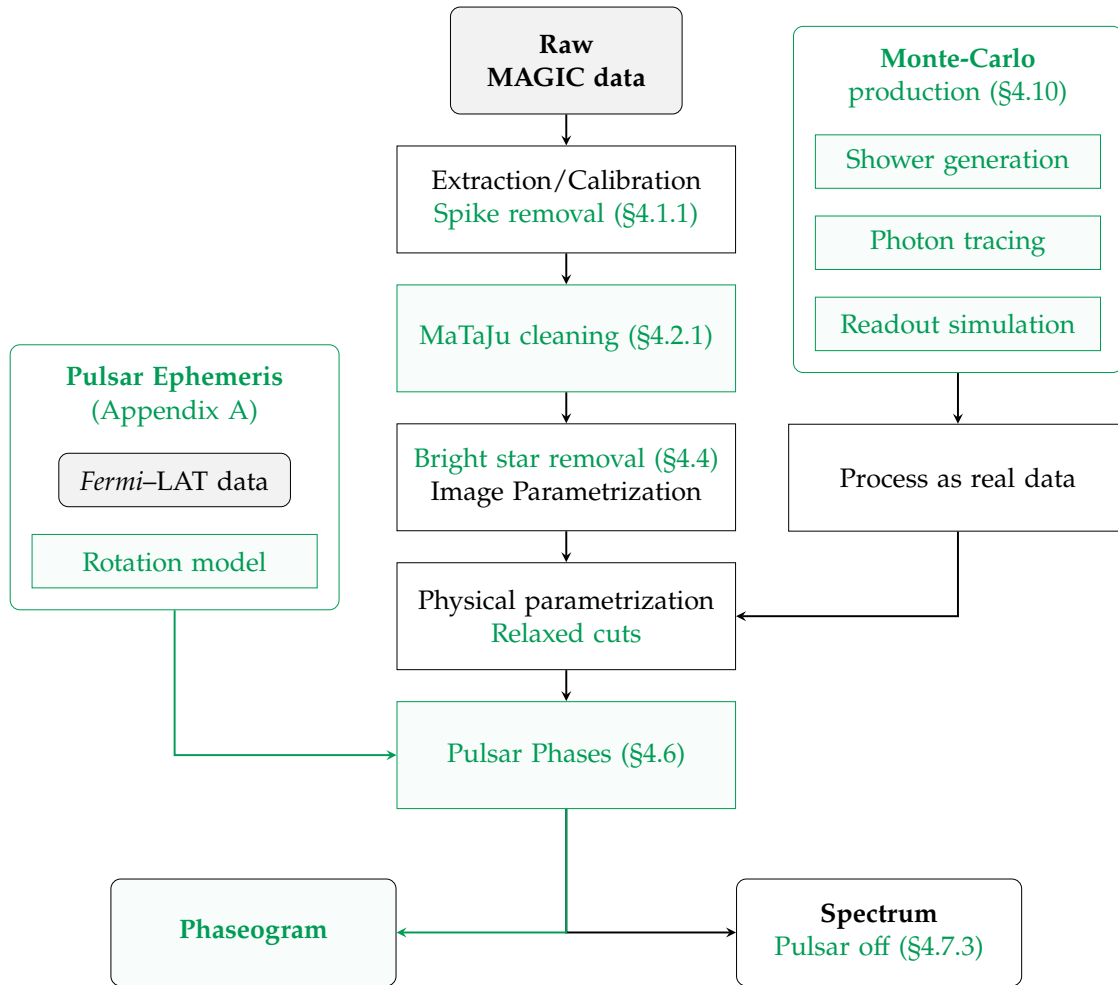 Raw
MAGIC data
Monte-Carlo
production (§4.10)
Shower generation
Photon tracing
Readout simulation
Extraction/Calibration
Spike removal (§4.1.1)
MaTaJu cleaning (§4.2.1)
Pulsar Ephemeris
(Appendix A)
Fermi–LAT data
Rotation model
Bright star removal (§4.4)
Image Parametrization
Process as real data
Physical parametrization
Relaxed cuts
Pulsar Phases (§4.6)
Phaseogram
Spectrum
Pulsar off (§4.7.3)